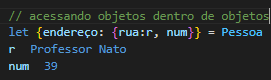 // acessando objetos dentro de objetos
let {endereço: {rua:r, num}} = Pessoa
r Professor Nato
num 39